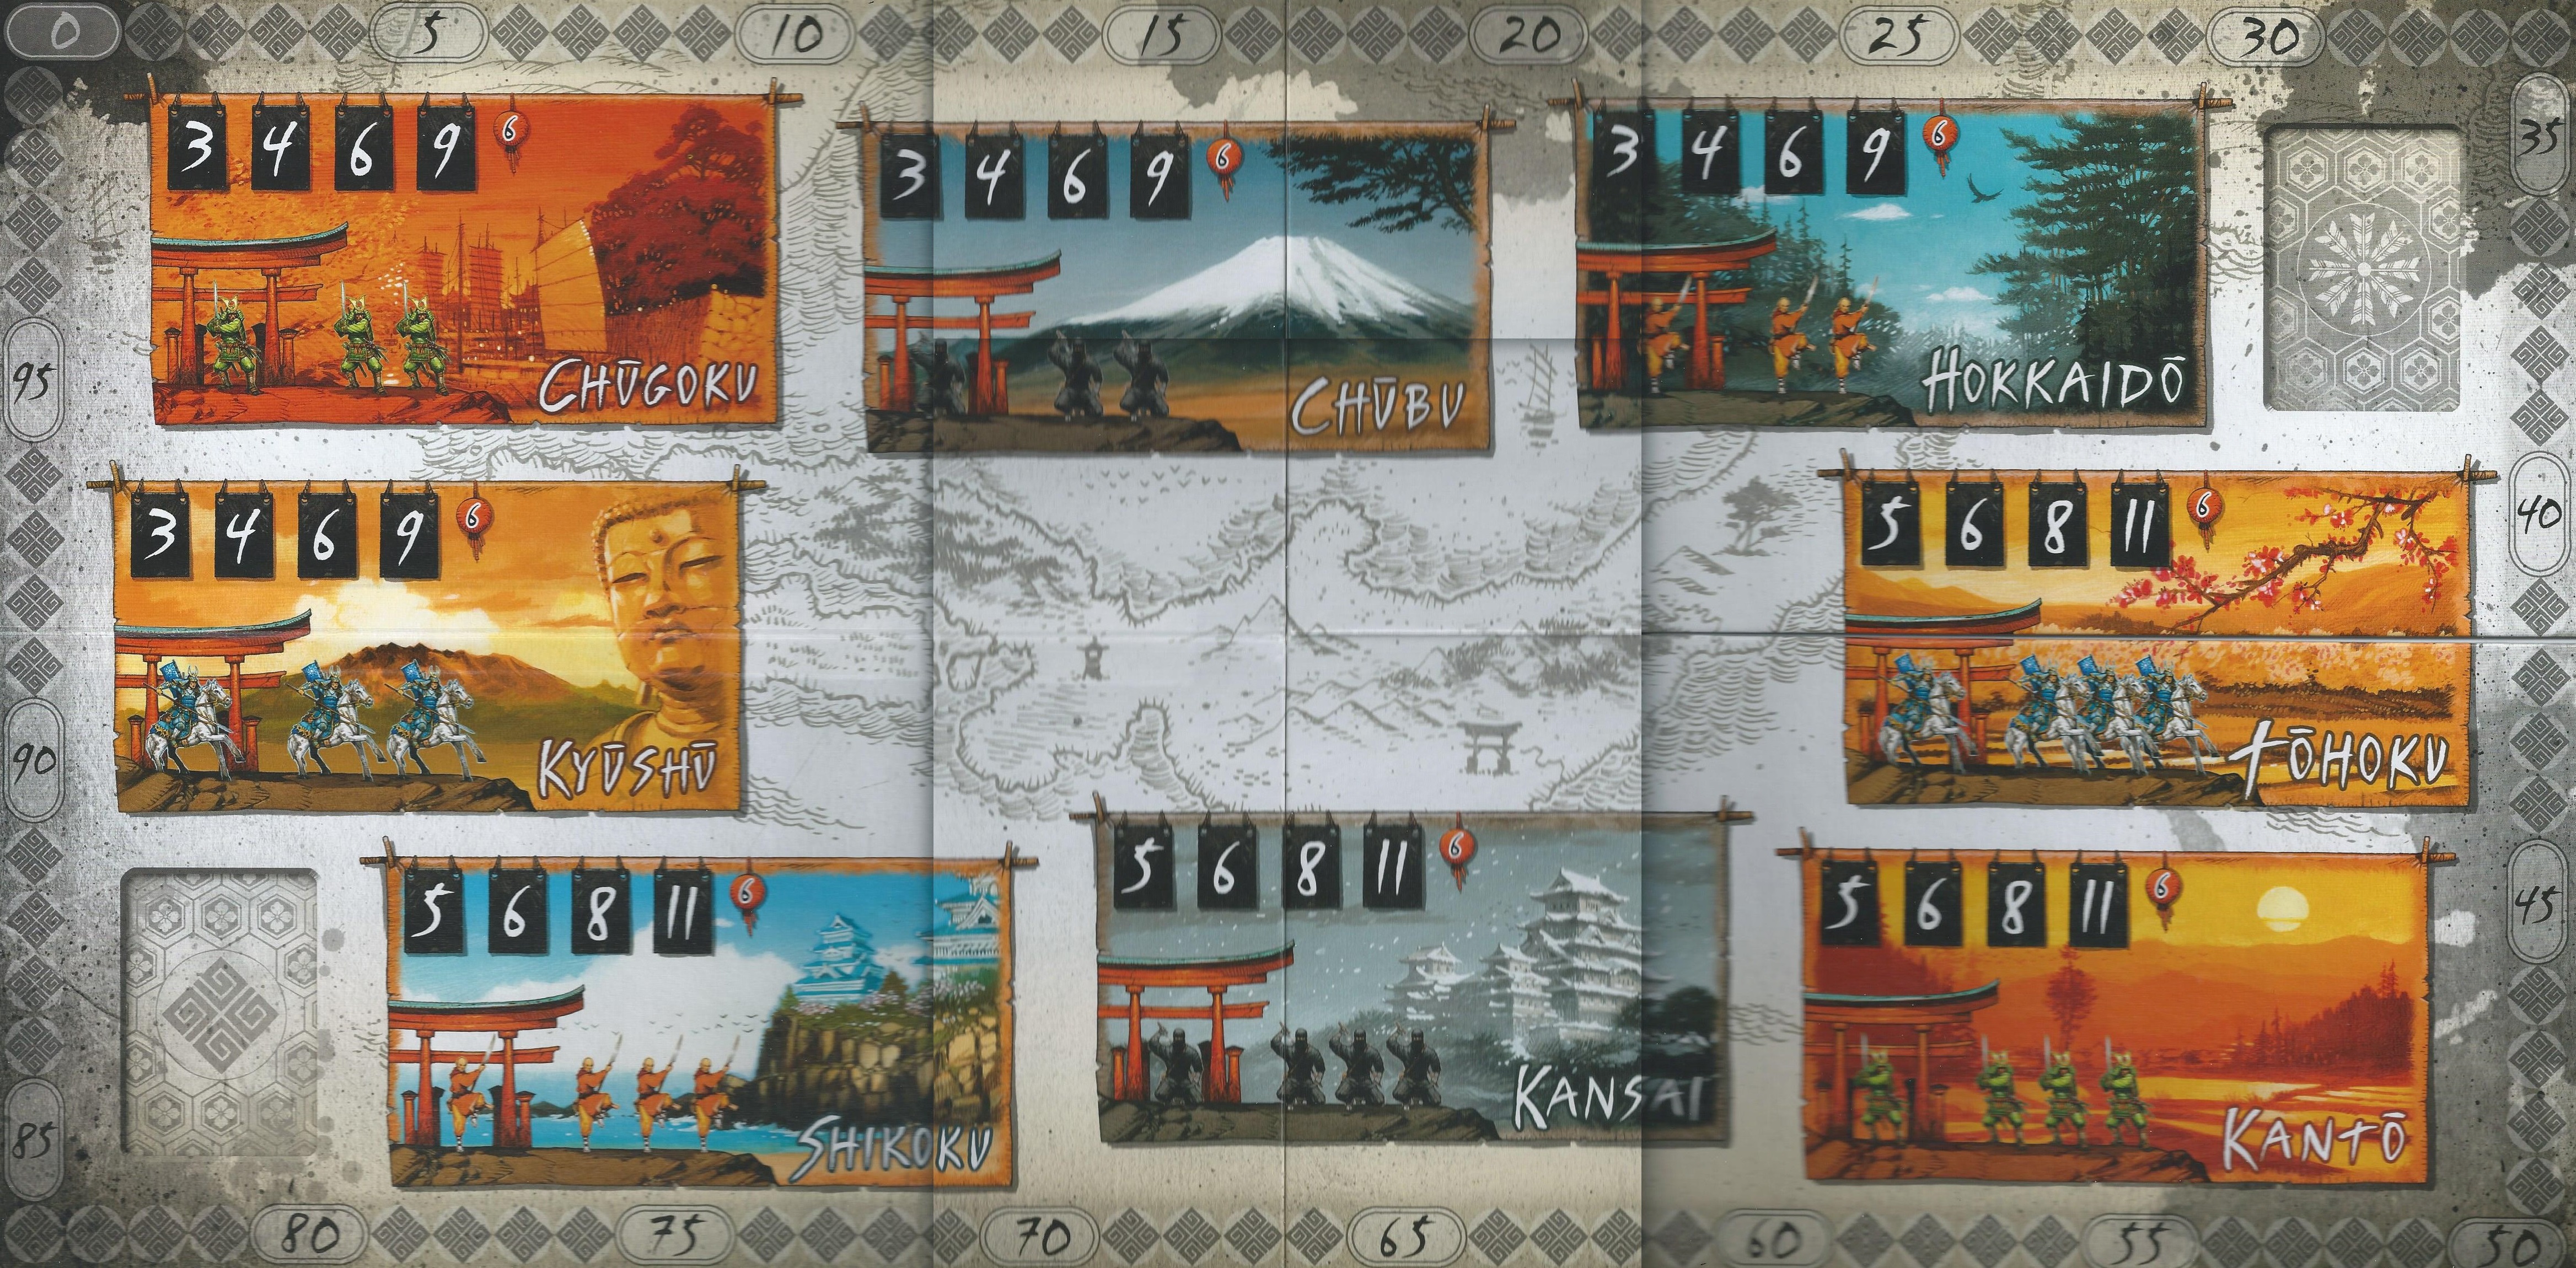 0 5 10 15 20 25 30
35
3 4 6 9 6
CHŪGOKU
3 4 6 9 6
CHŪBU
3 4 6 9 6
HOKKAIDŌ
95
40
3 4 6 9 6
KYŪSHŪ
5 6 8 11 6
TŌHOKU
90
45
5 6 8 11 6
SHIKOKU
5 6 8 11 6
KANSAI
5 6 8 11 6
KANTŌ
85
80 75 70 65 60 55 50